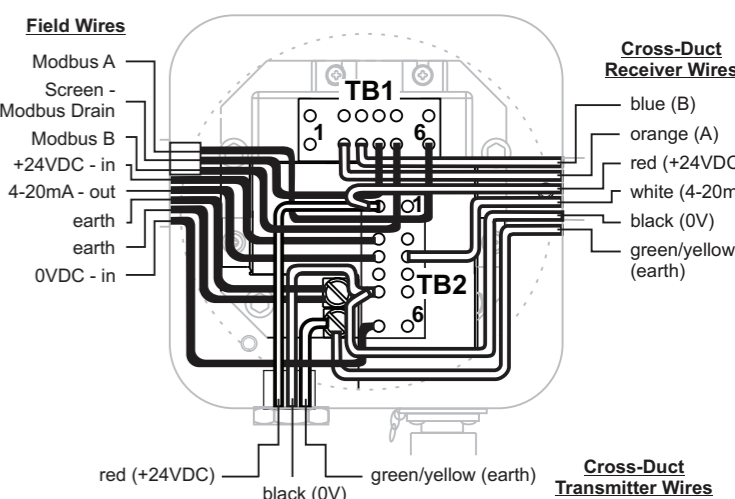 Field Wires
Modbus A
Screen -
Modbus Drain
Modbus B
+24VDC - in
4-20mA - out
earth
earth
0VDC - in
TB1
1
6
1
TB2
6
Cross-Duct
Receiver Wires
blue (B)
orange (A)
red (+24VDC
white (4-20m
black (0V)
green/yellow
(earth)
red (+24VDC)
black (0V)
green/yellow (earth)
Cross-Duct
Transmitter Wires